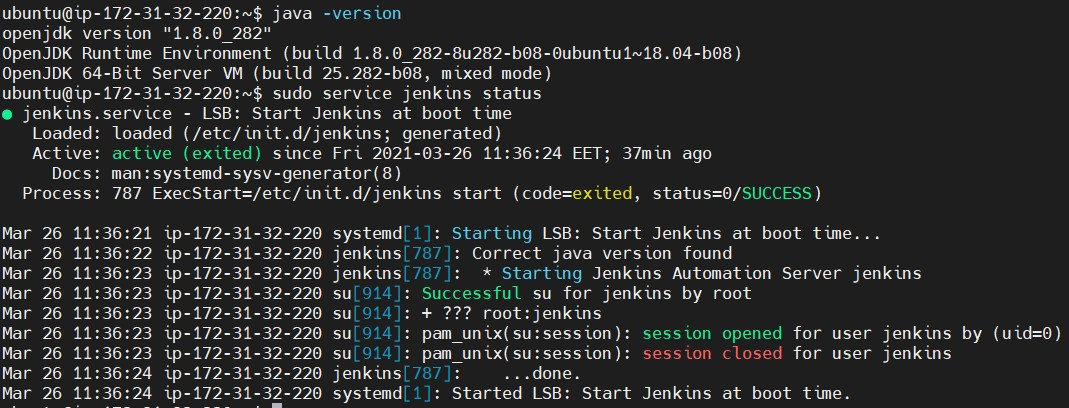 ubuntu@ip-172-31-32-220:~$ java -version
openjdk version "1.8.0_282"
OpenJDK Runtime Environment (build 1.8.0_282-8u282-b08-0ubuntu1~18.04-b08)
OpenJDK 64-Bit Server VM (build 25.282-b08, mixed mode)
ubuntu@ip-172-31-32-220:~$ sudo service jenkins status
● jenkins.service - LSB: Start Jenkins at boot time
   Loaded: loaded (/etc/init.d/jenkins; generated)
   Active: active (exited) since Fri 2021-03-26 11:36:24 EET; 37min ago
     Docs: man:systemd-sysv-generator(8)
  Process: 787 ExecStart=/etc/init.d/jenkins start (code=exited, status=0/SUCCESS)

Mar 26 11:36:21 ip-172-31-32-220 systemd[1]: Starting LSB: Start Jenkins at boot time...
Mar 26 11:36:22 ip-172-31-32-220 jenkins[787]: Correct java version found
Mar 26 11:36:23 ip-172-31-32-220 jenkins[787]:  * Starting Jenkins Automation Server jenkins
Mar 26 11:36:23 ip-172-31-32-220 su[914]: Successful su for jenkins by root
Mar 26 11:36:23 ip-172-31-32-220 su[914]: + ??? root:jenkins
Mar 26 11:36:23 ip-172-31-32-220 su[914]: pam_unix(su:session): session opened for user jenkins by (uid=0)
Mar 26 11:36:23 ip-172-31-32-220 su[914]: pam_unix(su:session): session closed for user jenkins
Mar 26 11:36:24 ip-172-31-32-220 jenkins[787]:    ...done.
Mar 26 11:36:24 ip-172-31-32-220 systemd[1]: Started LSB: Start Jenkins at boot time.